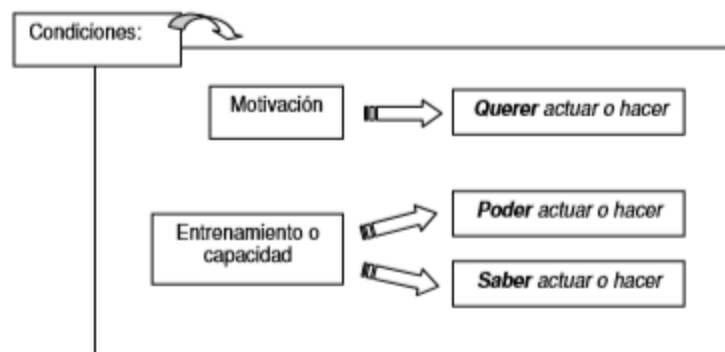 Condiciones:
Motivación
Querer actuar o hacer
Entrenamiento o
capacidad
Poder actuar o hacer
Saber actuar o hacer